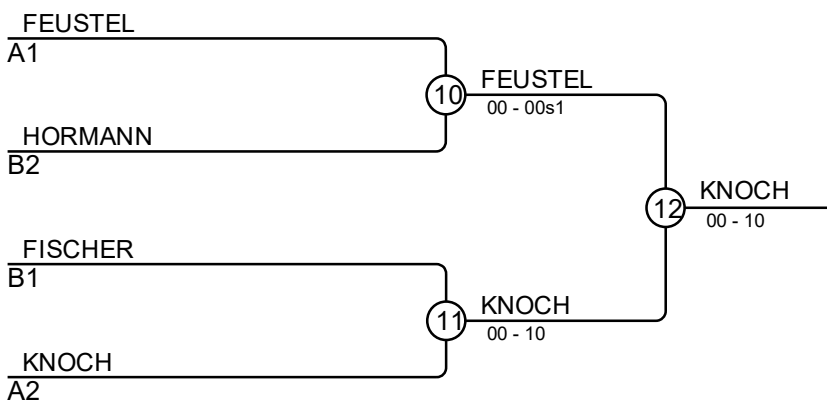 FEUSTEL
A1
10
FEUSTEL
00 - 00s1
HORMANN
B2
12
KNOCH
00 - 10
FISCHER
B1
11
KNOCH
00 - 10
KNOCH
A2